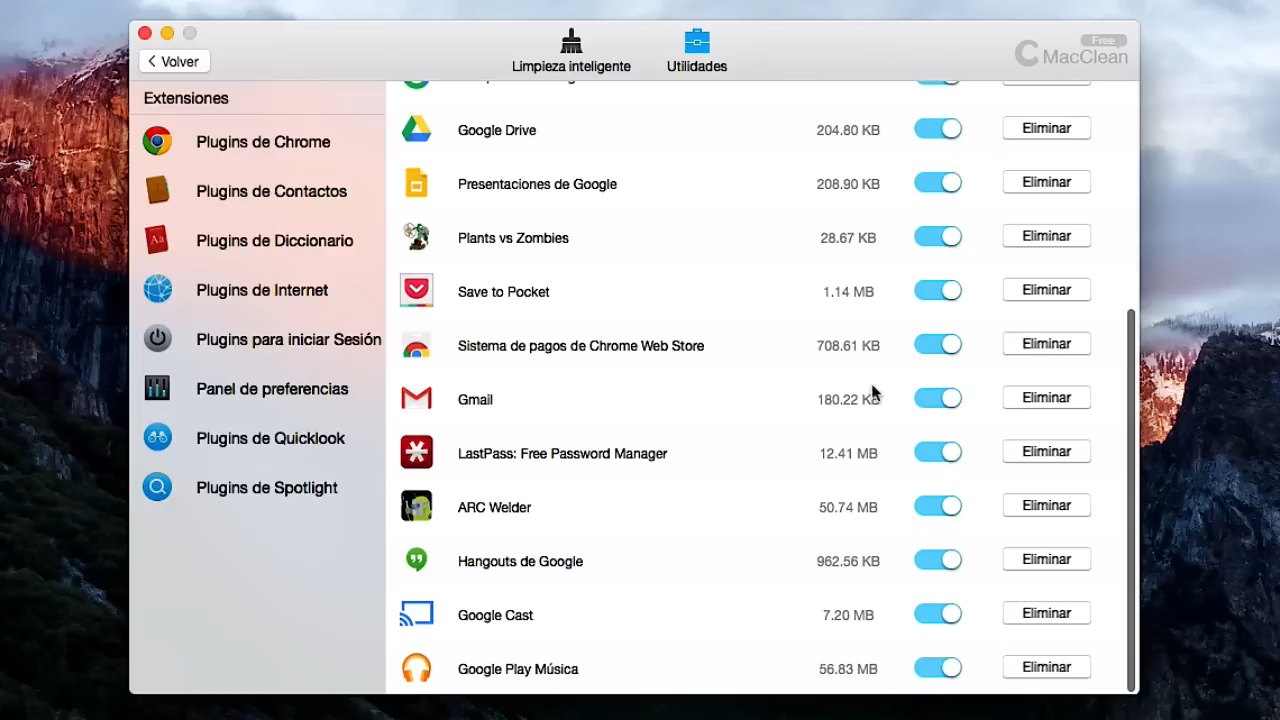 Volver
Limpieza inteligente
Utilidades
Free
MacClean
Extensiones
Plugins de Chrome
Plugins de Contactos
Plugins de Diccionario
Plugins de Internet
Plugins para iniciar Sesión
Panel de preferencias
Plugins de Quicklook
Plugins de Spotlight
Google Drive 204.80 KB Eliminar
Presentaciones de Google 208.90 KB Eliminar
Plants vs Zombies 28.67 KB Eliminar
Save to Pocket 1.14 MB Eliminar
Sistema de pagos de Chrome Web Store 708.61 KB Eliminar
Gmail 180.22 KB Eliminar
LastPass: Free Password Manager 12.41 MB Eliminar
ARC Welder 50.74 MB Eliminar
Hangouts de Google 962.56 KB Eliminar
Google Cast 7.20 MB Eliminar
Google Play Música 56.83 MB Eliminar